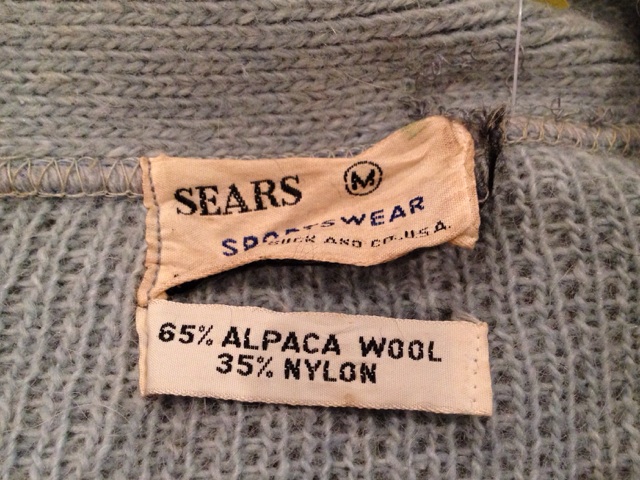 SEARS M
SPORTSWEAR
AND CO. U.S.A.
65% ALPACA WOOL
35% NYLON